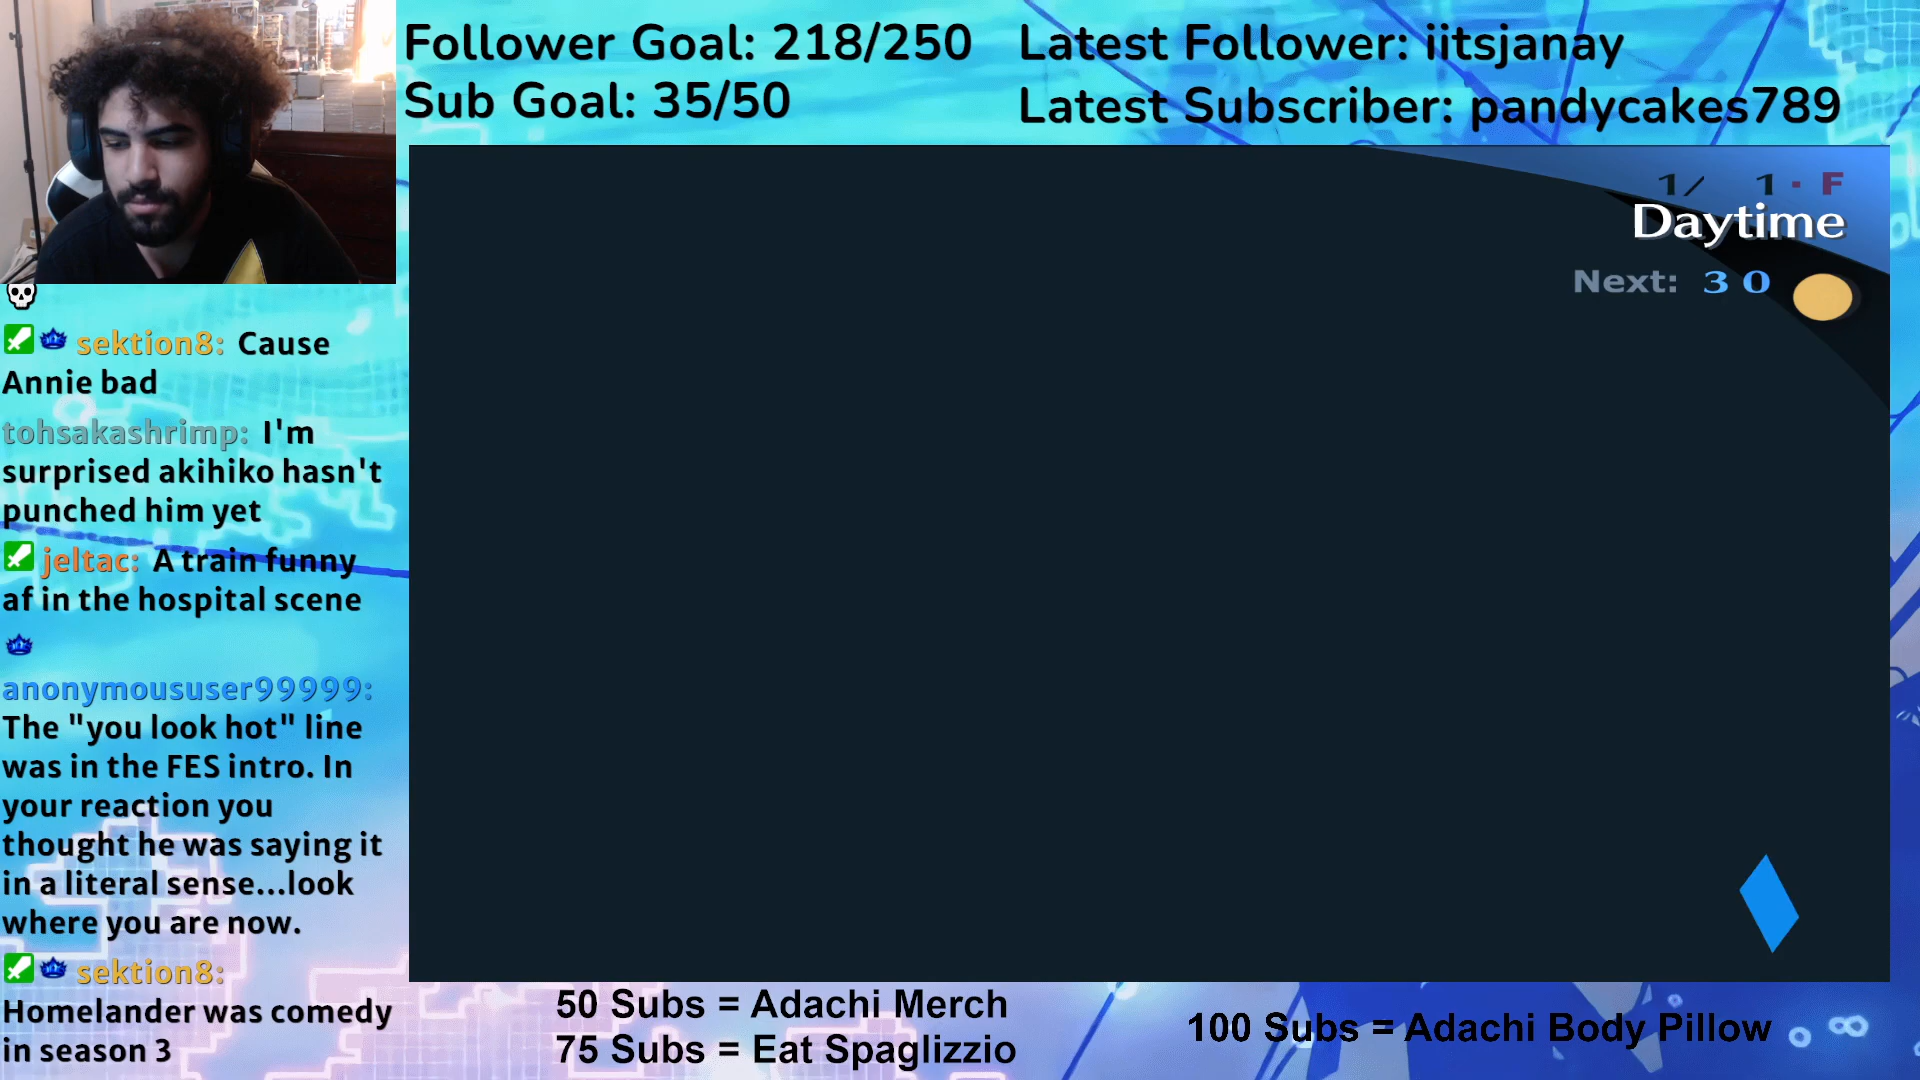 Follower Goal: 218/250
Latest Follower: iitsjanay
Sub Goal: 35/50
Latest Subscriber: pandycakes789
1/ 1 · F
Daytime
Next: 30
sektion8: Cause
Annie bad
tohsakashrimp: I'm
surprised akihiko hasn't
punched him yet
jeltac: A train funny
af in the hospital scene
anonymoususer99999:
The "you look hot" line
was in the FES intro. In
your reaction you
thought he was saying it
in a literal sense...look
where you are now.
sektion8:
Homelander was comedy
in season 3
50 Subs = Adachi Merch
75 Subs = Eat Spaglizzio
100 Subs = Adachi Body Pillow